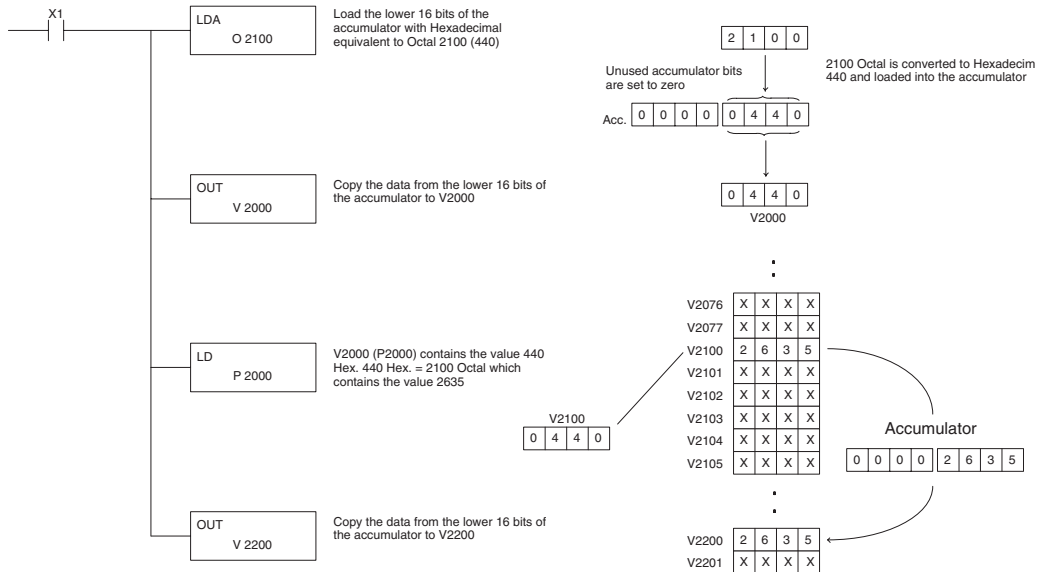 X1
LDA
O 2100
Load the lower 16 bits of the
accumulator with Hexadecimal
equivalent to Octal 2100 (440)
2 1 0 0
2100 Octal is converted to Hexadecim
440 and loaded into the accumulator
Unused accumulator bits
are set to zero
Acc. 0 0 0 0 0 4 4 0
OUT
V 2000
Copy the data from the lower 16 bits of
the accumulator to V2000
0 4 4 0
V2000
LD
P 2000
V2000 (P2000) contains the value 440
Hex. 440 Hex. = 2100 Octal which
contains the value 2635
V2100
0 4 4 0
V2076 X X X X
V2077 X X X X
V2100 2 6 3 5
V2101 X X X X
V2102 X X X X
V2103 X X X X
V2104 X X X X
V2105 X X X X
Accumulator
0 0 0 0 2 6 3 5
OUT
V 2200
Copy the data from the lower 16 bits of
the accumulator to V2200
V2200 2 6 3 5
V2201 X X X X